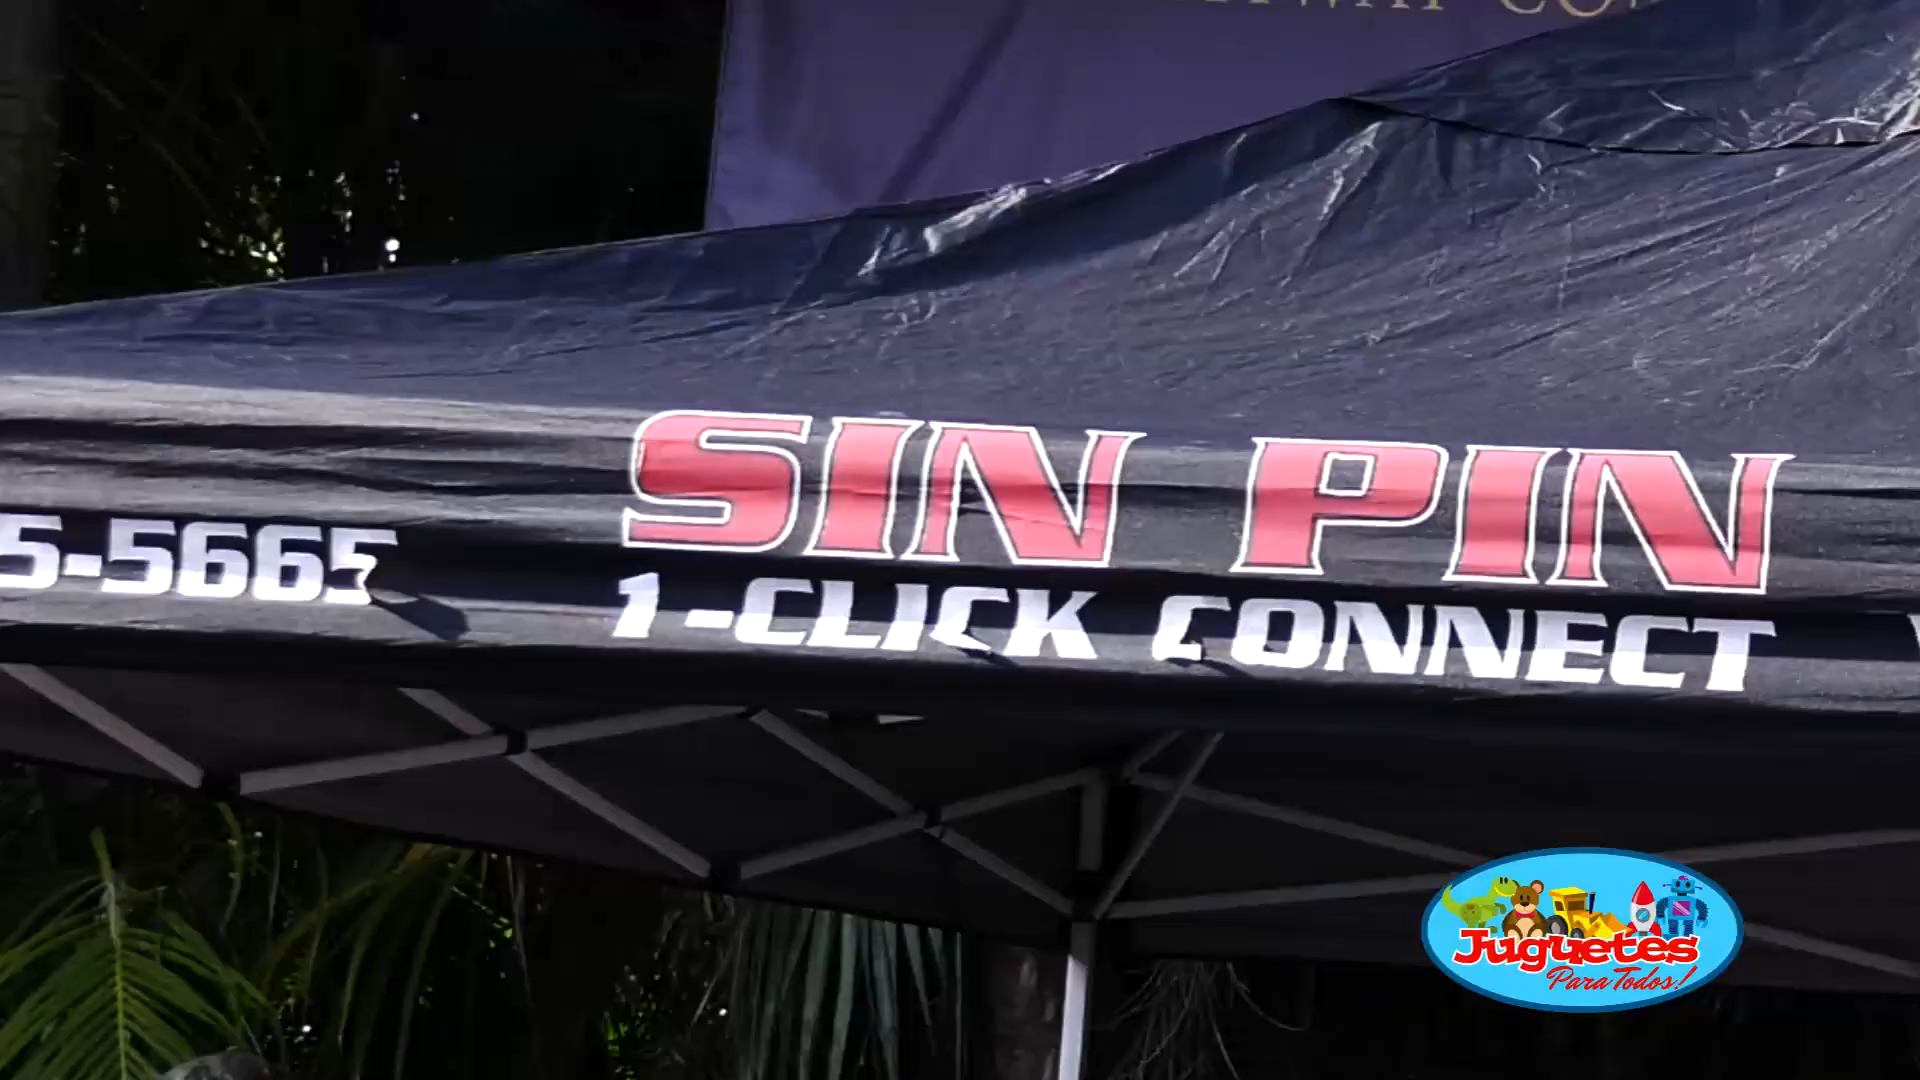 SIN PIN
5-5665
1-CLICK CONNECT
Juguetes
Para Todos!